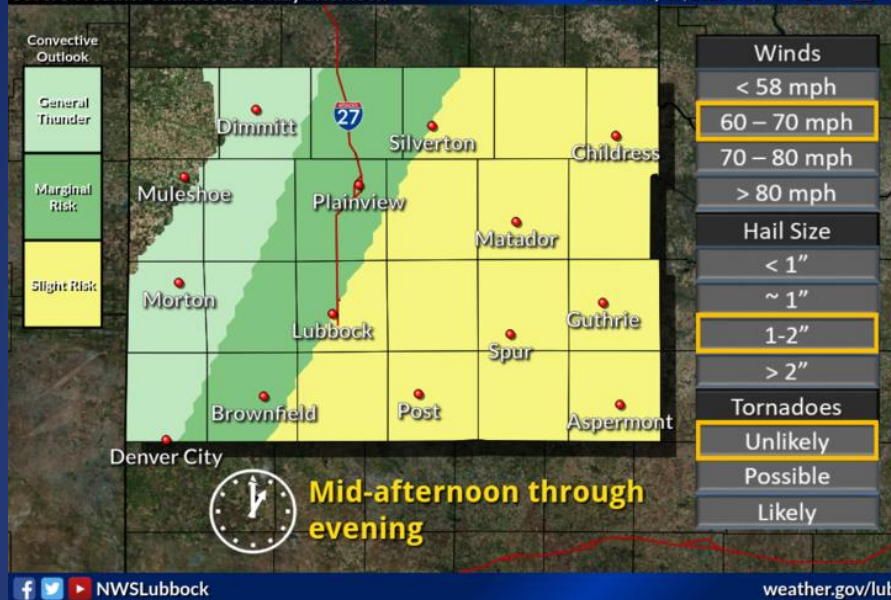 Convective
Outlook
General
Thunder
Marginal
Risk
Slight Risk
27
Dimmitt
Silverton
Childress
Muleshoe
Plainview
Matador
Morton
Lubbock
Guthrie
Spur
Brownfield
Post
Aspermont
Denver City
Mid-afternoon through
evening
Winds
< 58 mph
60 – 70 mph
70 – 80 mph
> 80 mph
Hail Size
< 1”
~ 1”
1-2”
> 2”
Tornadoes
Unlikely
Possible
Likely
NWSLubbock
weather.gov/lub